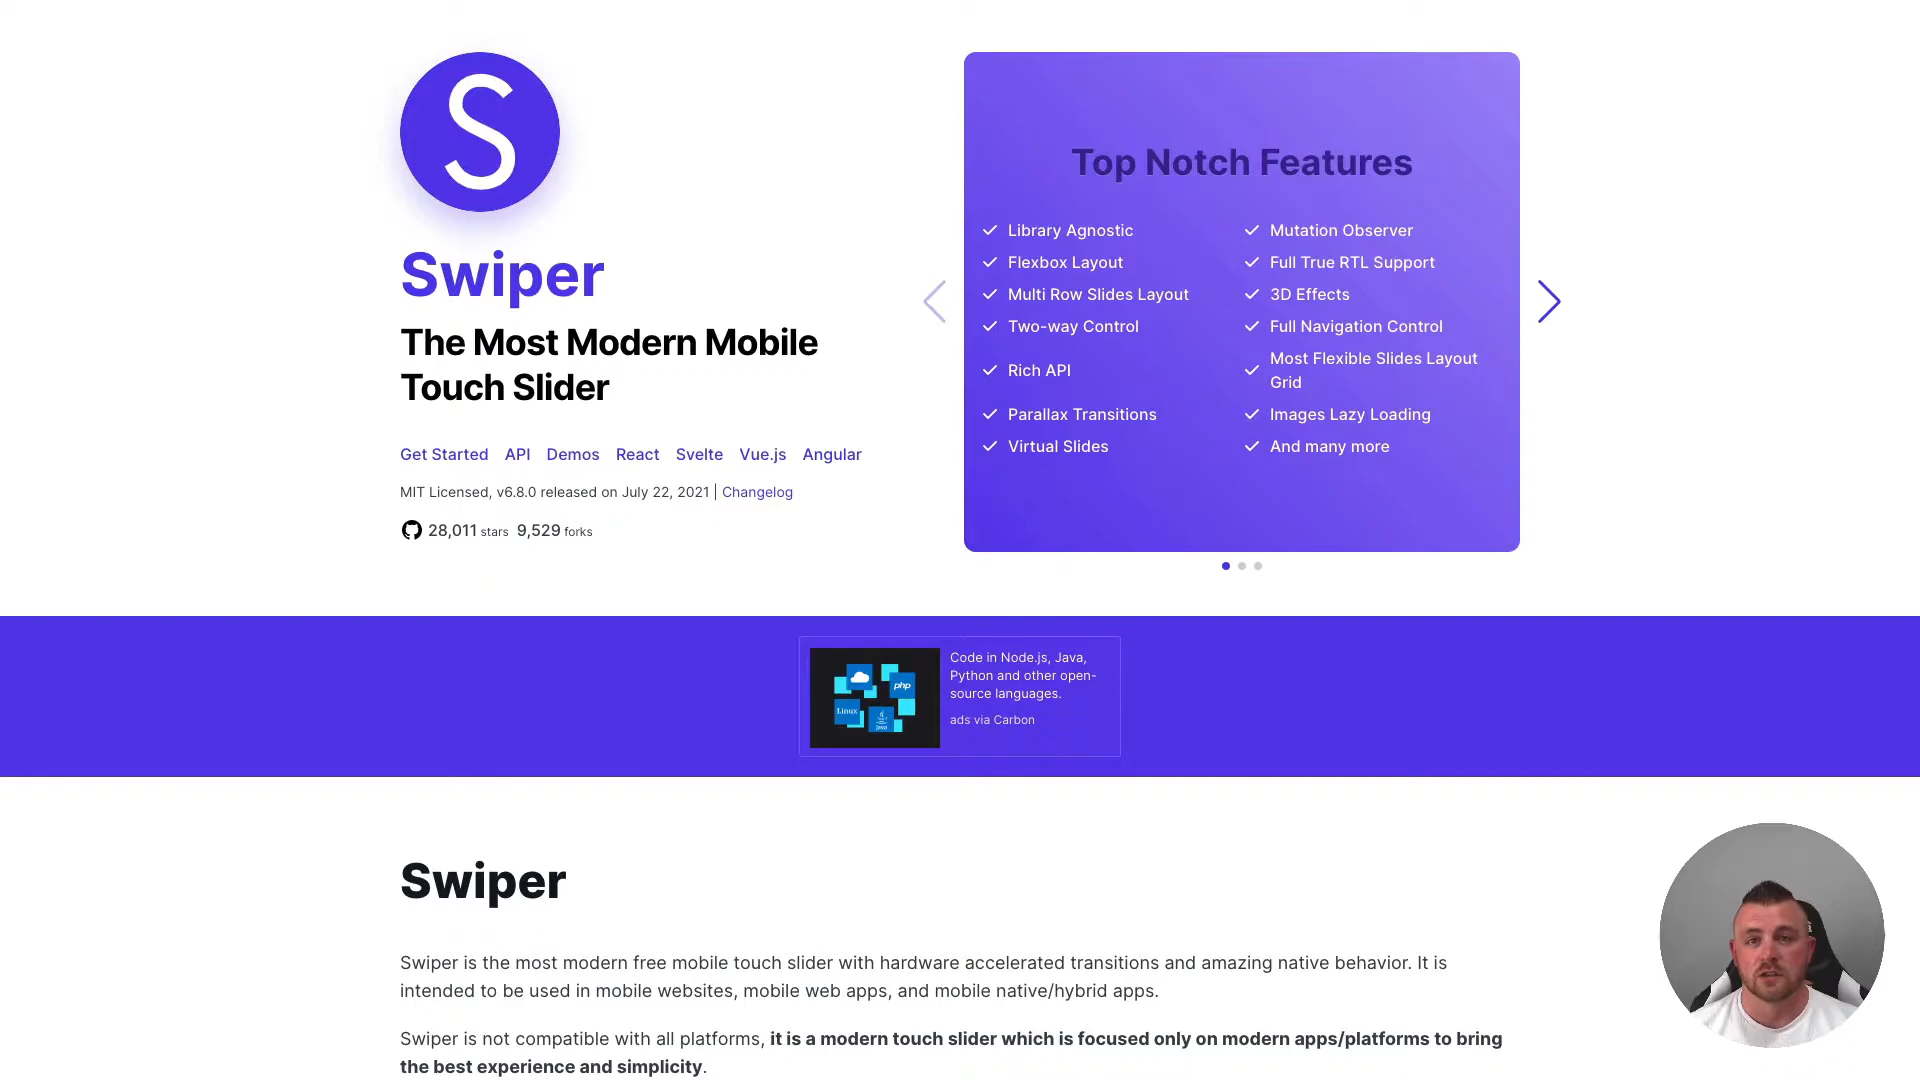 S
Swiper
The Most Modern Mobile
Touch Slider
Get Started API Demos React Svelte Vue.js Angular
MIT Licensed, v6.8.0 released on July 22, 2021 | Changelog
28,011 stars 9,529 forks
Top Notch Features
Library Agnostic
Flexbox Layout
Multi Row Slides Layout
Two-way Control
Rich API
Parallax Transitions
Virtual Slides
Mutation Observer
Full True RTL Support
3D Effects
Full Navigation Control
Most Flexible Slides Layout
Grid
Images Lazy Loading
And many more
php
Linux
java
Code in Node.js, Java,
Python and other open-
source languages.
ads via Carbon
Swiper
Swiper is the most modern free mobile touch slider with hardware accelerated transitions and amazing native behavior. It is
intended to be used in mobile websites, mobile web apps, and mobile native/hybrid apps.
Swiper is not compatible with all platforms, it is a modern touch slider which is focused only on modern apps/platforms to bring
the best experience and simplicity.